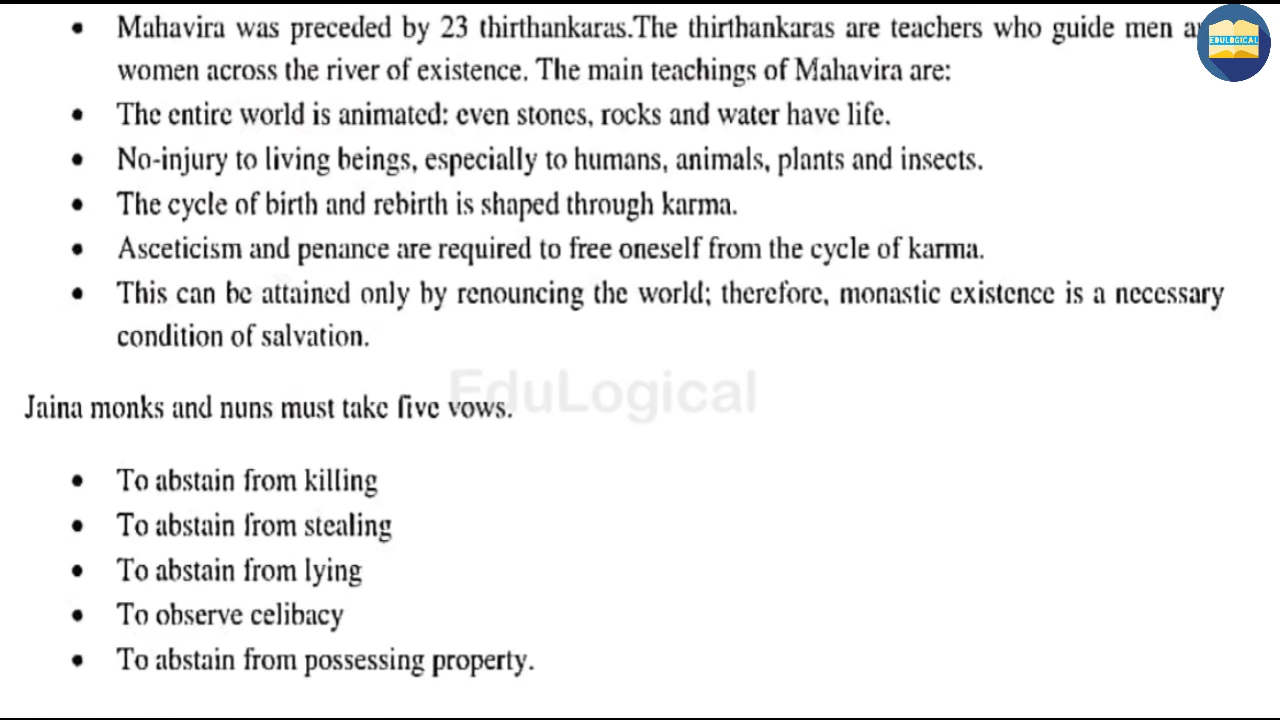 • Mahavira was preceded by 23 thirthankaras.The thirthankaras are teachers who guide men
EDULOGICAL
women across the river of existence. The main teachings of Mahavira are:
• The entire world is animated: even stones, rocks and water have life.
• No-injury to living beings, especially to humans, animals, plants and insects.
• The cycle of birth and rebirth is shaped through karma.
• Asceticism and penance are required to free oneself from the cycle of karma.
• This can be attained only by renouncing the world; therefore, monastic existence is a necessary
condition of salvation.
EduLogical
Jaina monks and nuns must take five vows.
• To abstain from killing
• To abstain from stealing
• To abstain from lying
• To observe celibacy
• To abstain from possessing property.